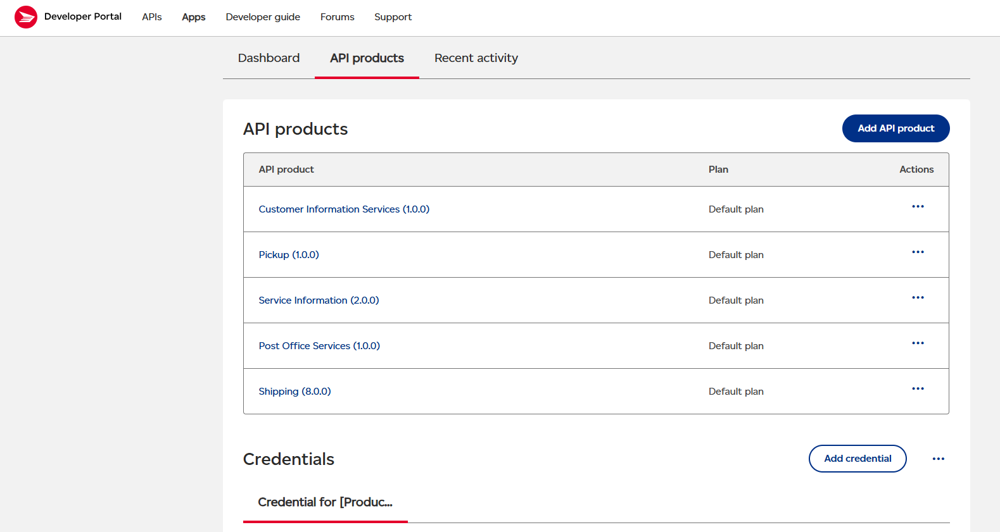 Developer Portal APIs Apps Developer guide Forums Support
Dashboard API products Recent activity
API products Add API product
API product Plan Actions
Customer Information Services (1.0.0) Default plan
Pickup (1.0.0) Default plan
Service Information (2.0.0) Default plan
Post Office Services (1.0.0) Default plan
Shipping (8.0.0) Default plan
Credentials Add credential
Credential for [Produc...